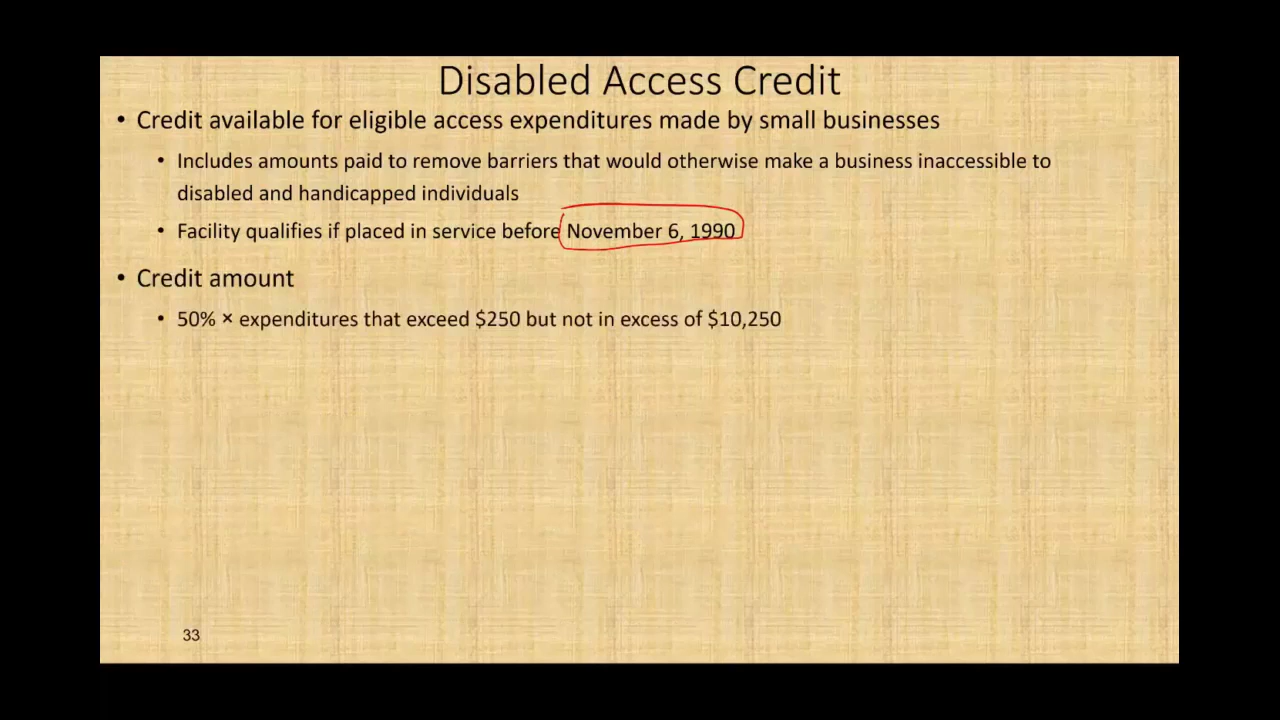 Disabled Access Credit
• Credit available for eligible access expenditures made by small businesses
• Includes amounts paid to remove barriers that would otherwise make a business inaccessible to
disabled and handicapped individuals
• Facility qualifies if placed in service before November 6, 1990
• Credit amount
• 50% × expenditures that exceed $250 but not in excess of $10,250
33